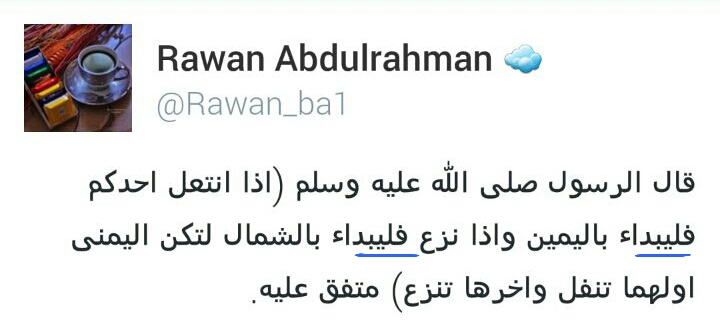 Rawan Abdulrahman
@Rawan_ba1
قال الرسول صلى الله عليه وسلم (اذا انتعل احدكم
فليبداء باليمين واذا نزع فليبداء بالشمال لتكن اليمنى
اولهما تنفل واخرها تنزع) متفق عليه.